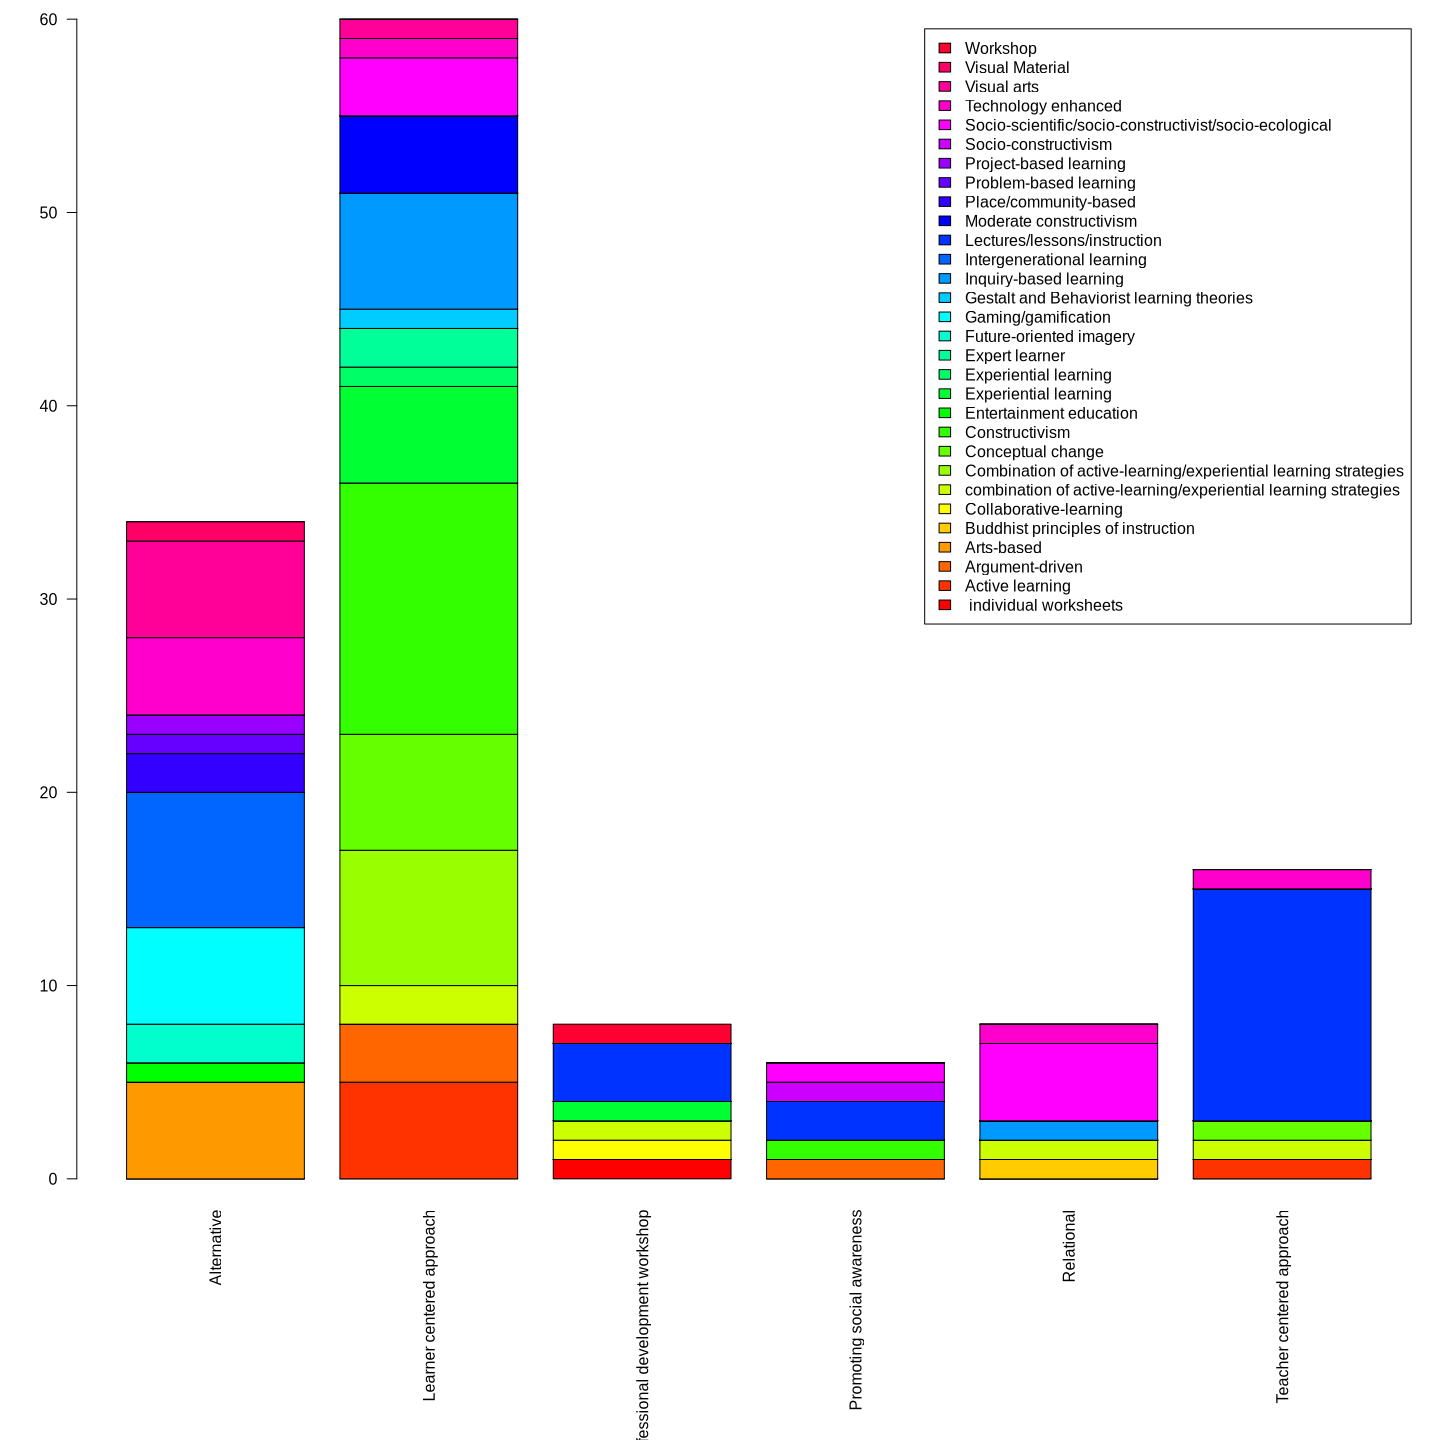 60
50
40
30
20
10
0
Workshop
Visual Material
Visual arts
Technology enhanced
Socio-scientific/socio-constructivist/socio-ecological
Socio-constructivism
Project-based learning
Problem-based learning
Place/community-based
Moderate constructivism
Lectures/lessons/instruction
Intergenerational learning
Inquiry-based learning
Gestalt and Behaviorist learning theories
Gaming/gamification
Future-oriented imagery
Expert learner
Experiential learning
Experiential learning
Entertainment education
Constructivism
Conceptual change
Combination of active-learning/experiential learning strategies
combination of active-learning/experiential learning strategies
Collaborative-learning
Buddhist principles of instruction
Arts-based
Argument-driven
Active learning
individual worksheets
Alternative
Learner centered approach
fessional development workshop
Promoting social awareness
Relational
Teacher centered approach